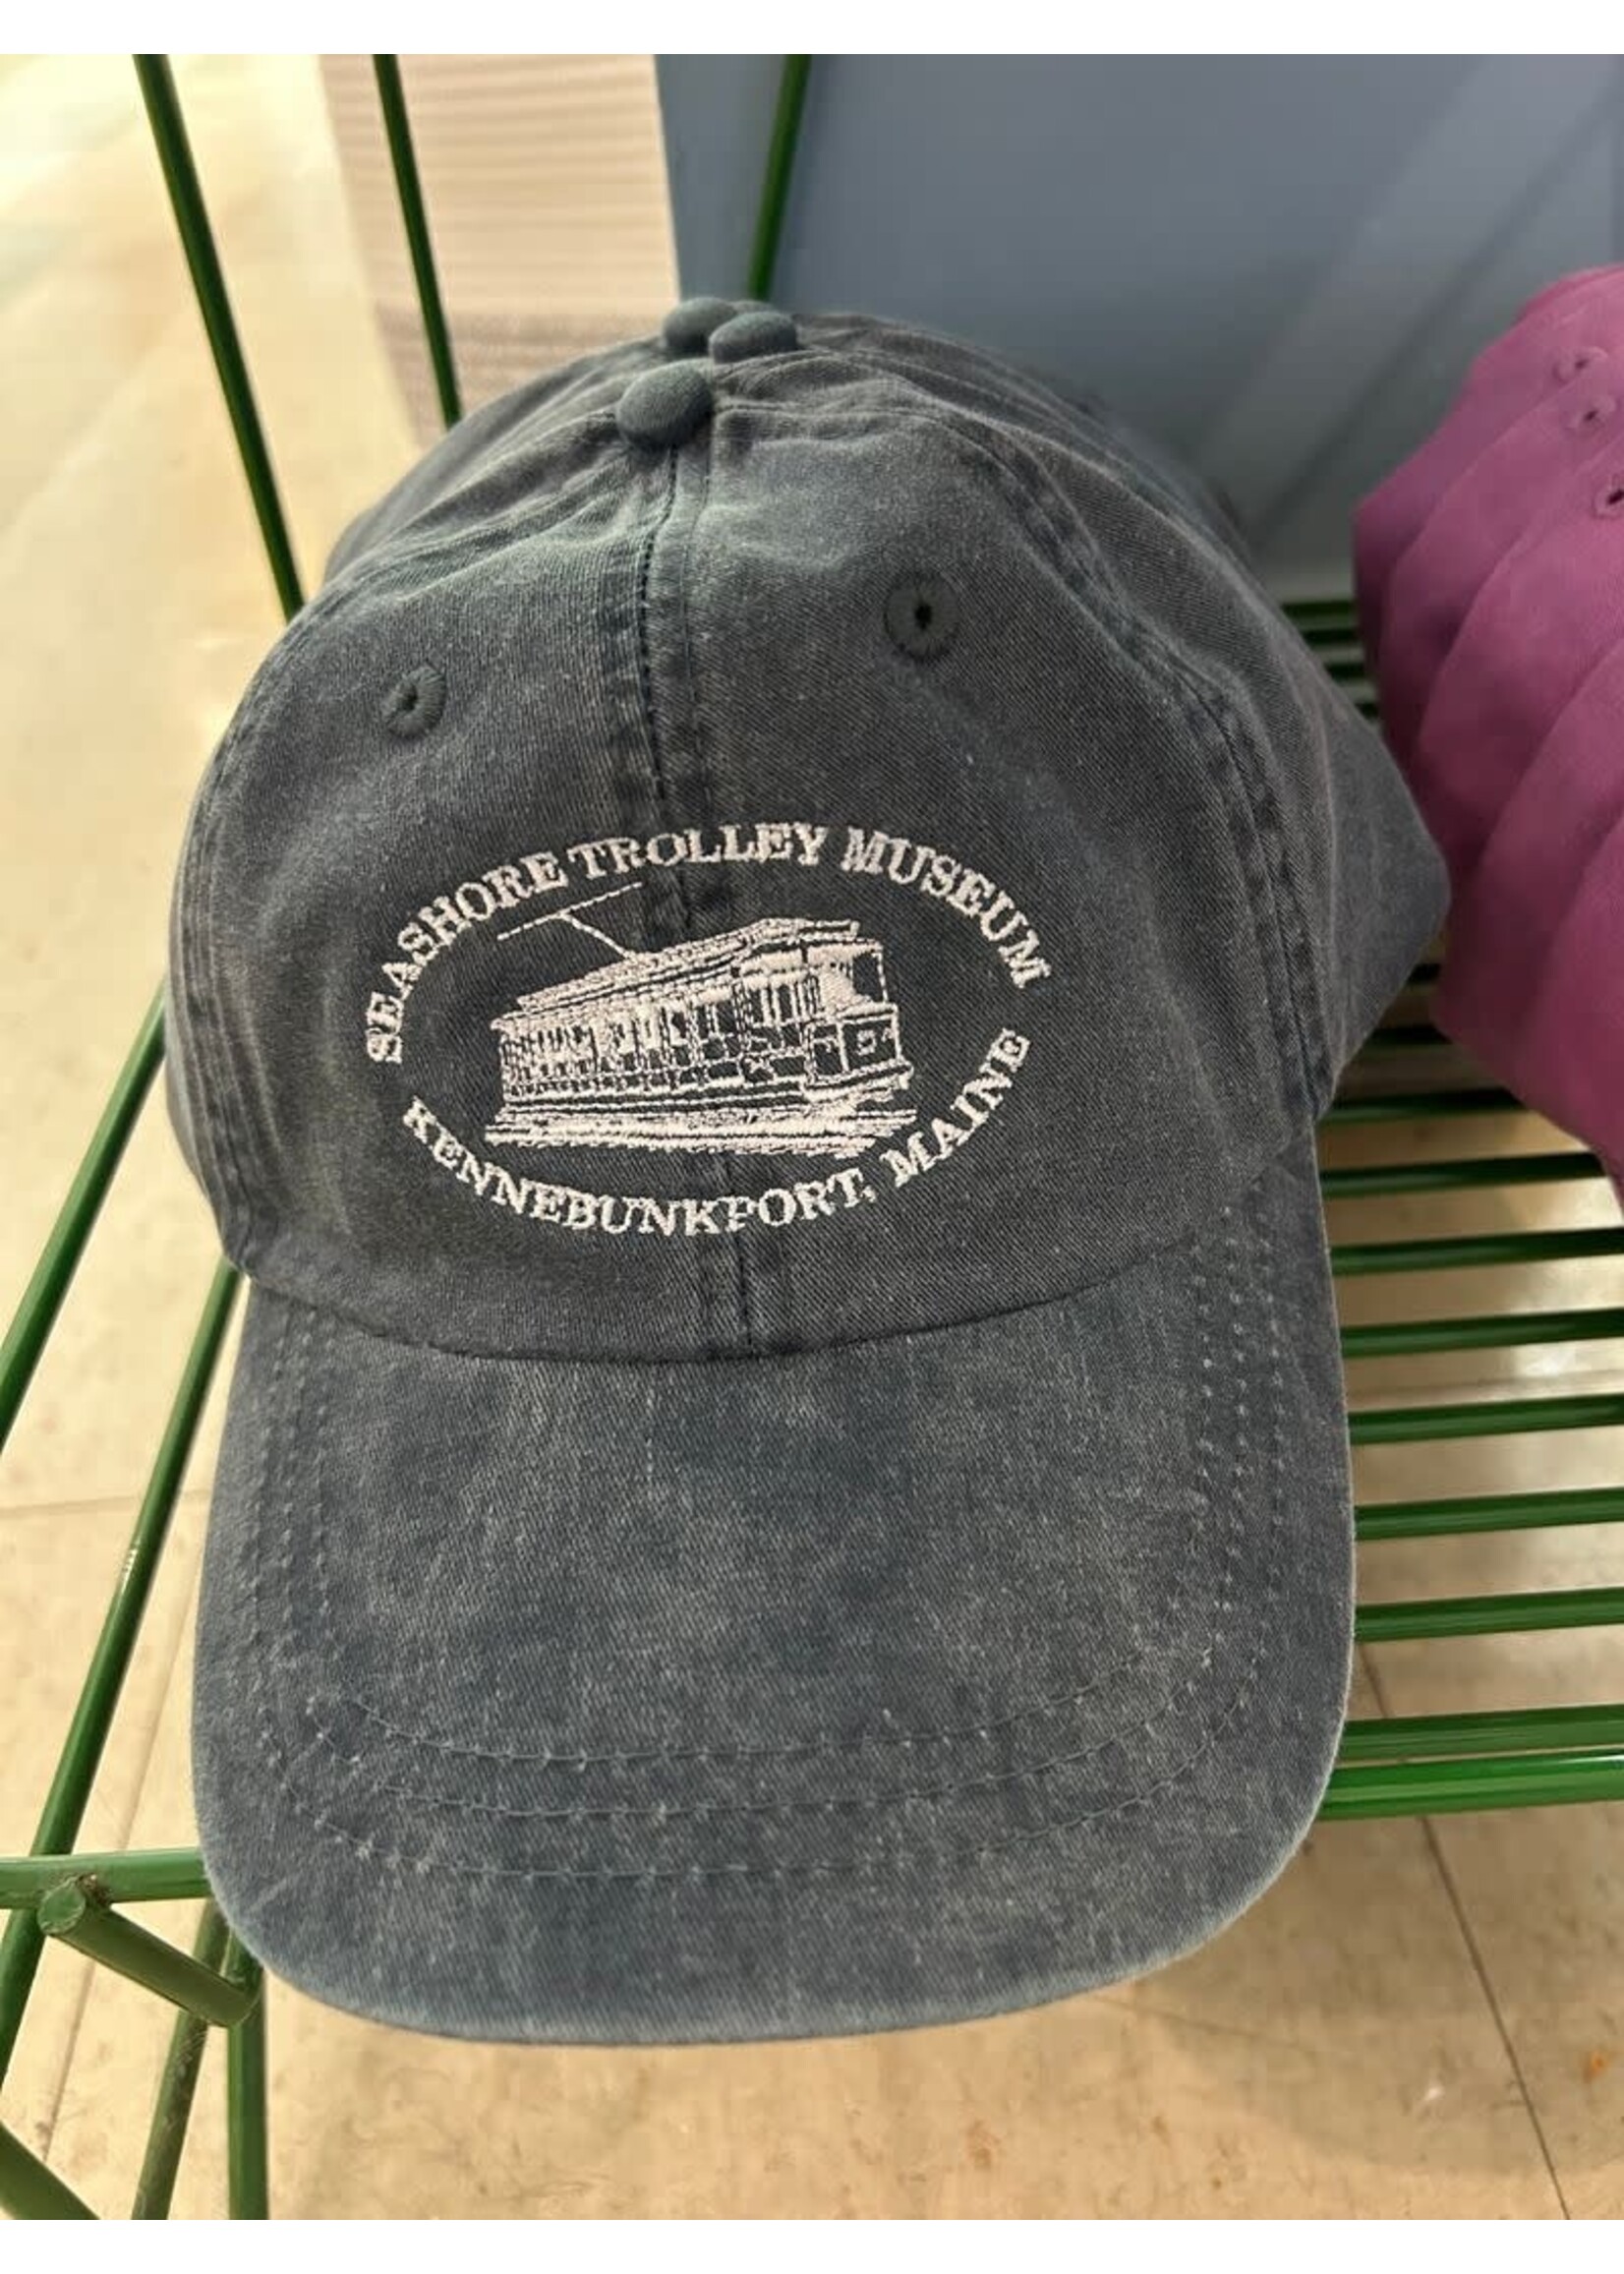 SEASHORE TROLLEY MUSEUM
KENNEBUNKPORT, MAINE